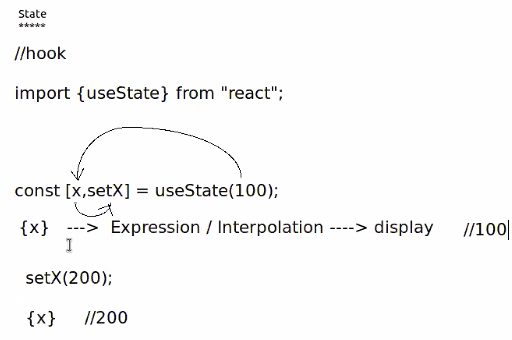 State
*****
//hook
import {useState} from "react";
const [x,setX] = useState(100);
{x} ---> Expression / Interpolation ----> display //100
setX(200);
{x} //200